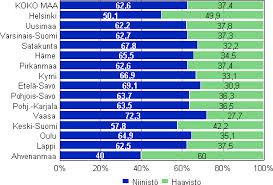 KOKO MAA 62,6 37,4
Helsinki 50,1 49,9
Uusimaa 62,2 37,8
Varsinais-Suomi 62,7 37,3
Satakunta 67,8 32,2
Häme 65,5 34,5
Pirkanmaa 62,6 37,4
Kymi 66,9 33,1
Etelä-Savo 69,1 30,9
Pohjois-Savo 63,7 36,3
Pohj.-Karjala 63,5 36,5
Vaasa 72,3 27,7
Keski-Suomi 57,8 42,2
Oulu 64,9 35,1
Lappi 62,5 37,5
Ahvenanmaa 40 60
0% 20% 40% 60% 80% 100%
Niinistö Haavisto